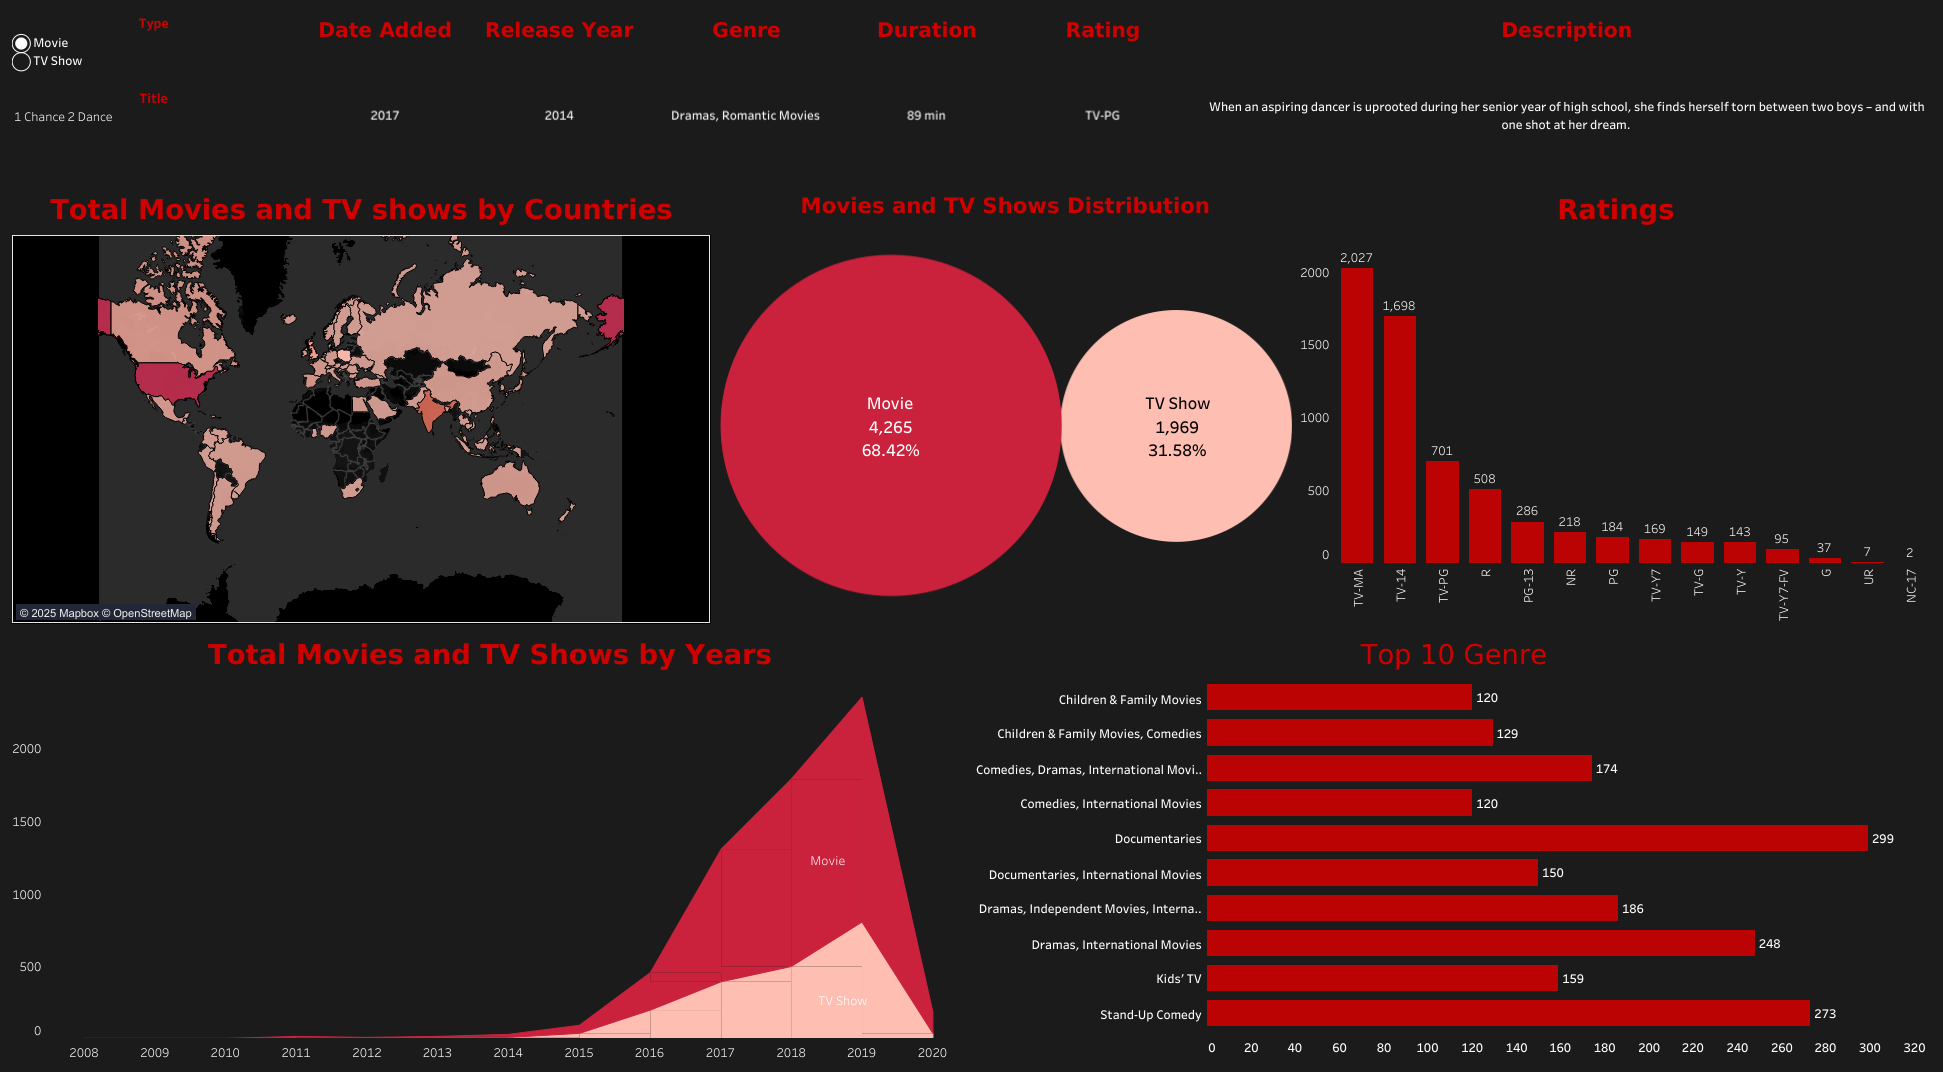 Type
Movie
TV Show
Title
1 Chance 2 Dance
Date Added
Release Year
Genre
Duration
Rating
Description
2017
2014
Dramas, Romantic Movies
89 min
TV-PG
When an aspiring dancer is uprooted during her senior year of high school, she finds herself torn between two boys – and with
one shot at her dream.
Total Movies and TV shows by Countries
© 2025 Mapbox © OpenStreetMap
Movies and TV Shows Distribution
Movie
4,265
68.42%
TV Show
1,969
31.58%
Ratings
2000
1500
1000
500
0
2,027
1,698
701
508
286
218
184
169
149
143
95
37
7
2
TV-MA
TV-14
TV-PG
R
PG-13
NR
PG
TV-Y7
TV-G
TV-Y
TV-Y7-FV
G
UR
NC-17
Total Movies and TV Shows by Years
2000
1500
1000
500
0
Movie
TV Show
2008 2009 2010 2011 2012 2013 2014 2015 2016 2017 2018 2019 2020
Top 10 Genre
Children & Family Movies 120
Children & Family Movies, Comedies 129
Comedies, Dramas, International Movi.. 174
Comedies, International Movies 120
Documentaries 299
Documentaries, International Movies 150
Dramas, Independent Movies, Interna.. 186
Dramas, International Movies 248
Kids' TV 159
Stand-Up Comedy 273
0 20 40 60 80 100 120 140 160 180 200 220 240 260 280 300 320